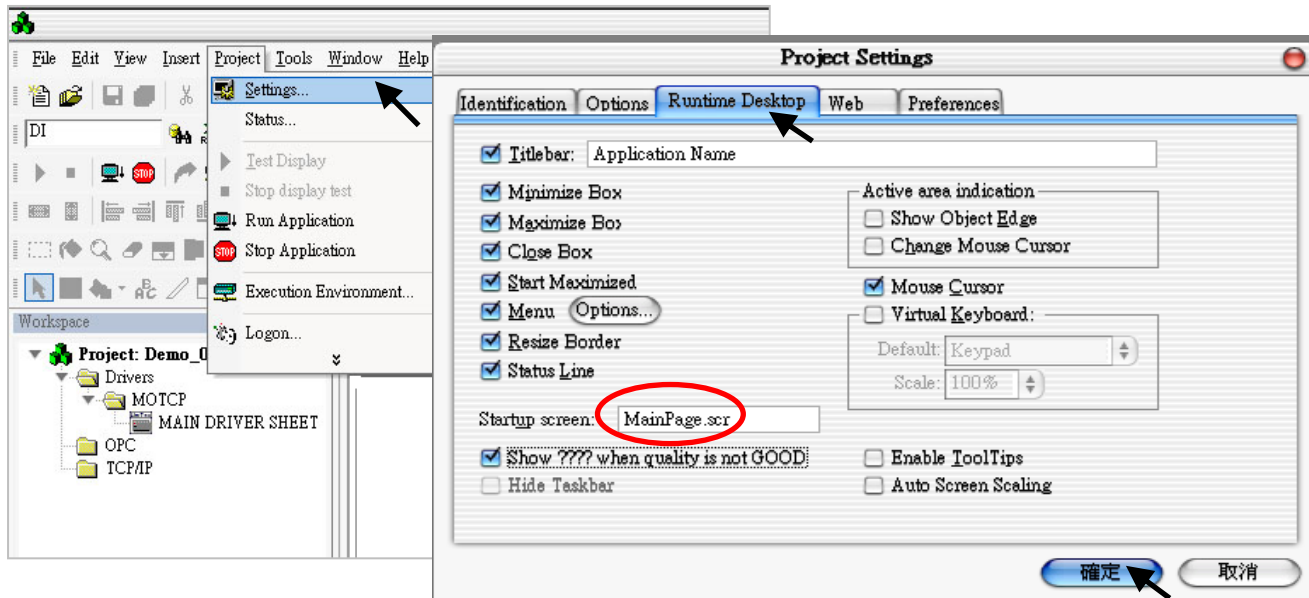 File Edit View Insert Project Tools Window Help
Settings...
Status...
DI
Test Display
Stop display test
STOP
Run Application
STOP Stop Application
ABC
Execution Environment...
Logon...
Workspace
Project: Demo_0
Drivers
MOTCP
MAIN DRIVER SHEET
OPC
TCP/IP
Project Settings
Identification Options Runtime Desktop Web Preferences
Titlebar: Application Name
Minimize Box
Maximize Box
Close Box
Start Maximized
Menu Options...
Resize Border
Status Line
Active area indication
Show Object Edge
Change Mouse Cursor
Mouse Cursor
Virtual Keyboard:
Default: Keypad
Scale: 100%
Startup screen: MainPage.scr
Show ???? when quality is not GOOD
Hide Taskbar
Enable ToolTips
Auto Screen Scaling
確定 取消